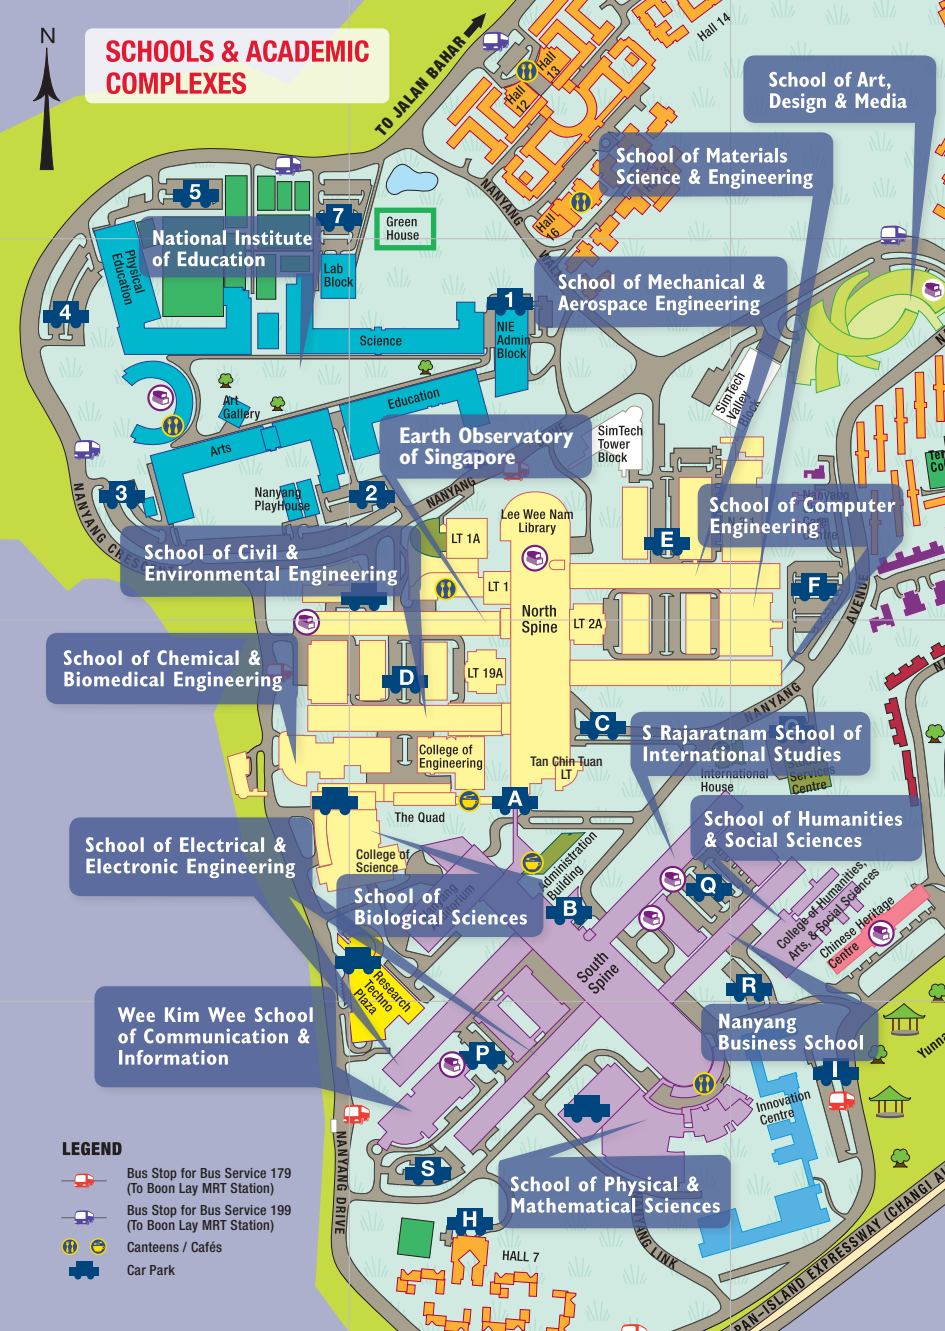 N
SCHOOLS & ACADEMIC
COMPLEXES
TO JALAN BAHAR
Hall 14
Hall
13
Hall
12
School of Art,
Design & Media
School of Materials
Science & Engineering
NANYANG
Hall
16
5
7
Green
House
National Institute
of Education
Physical
Education
Lab
Block
School of Mechanical &
Aerospace Engineering
4
1
NIE
Admin
Block
Science
SimTech
Valley
Block
Art
Gallery
Education
Arts
Earth Observatory
of Singapore
SimTech
Tower
Block
3
Nanyang
PlayHouse
2
NANYANG
NANYANG CRESCENT
Lee Wee Nam
Library
School of Computer
Engineering
LT 1A
E
School of Civil &
Environmental Engineering
LT 1
F
AVENUE
North
Spine
LT 2A
School of Chemical &
Biomedical Engineering
LT 19A
D
NANYANG
C
S Rajaratnam School of
International Studies
College of
Engineering
Tan Chin Tuan
LT
International
House
Services
Centre
A
The Quad
School of Humanities
& Social Sciences
School of Electrical &
Electronic Engineering
College of
Science
Administration
Building
School of
Biological Sciences
B
Q
College of Humanities,
Arts, & Social Sciences
Chinese Heritage
Centre
South
Spine
Research
Techno
Plaza
R
Wee Kim Wee School
of Communication &
Information
Nanyang
Business School
P
I
Innovation
Centre
NANYANG DRIVE
S
School of Physical &
Mathematical Sciences
H
HALL 7
NANYANG LINK
PAN-ISLAND EXPRESSWAY (CHANGI
LEGEND
Bus Stop for Bus Service 179
(To Boon Lay MRT Station)
Bus Stop for Bus Service 199
(To Boon Lay MRT Station)
Canteens / Cafés
Car Park